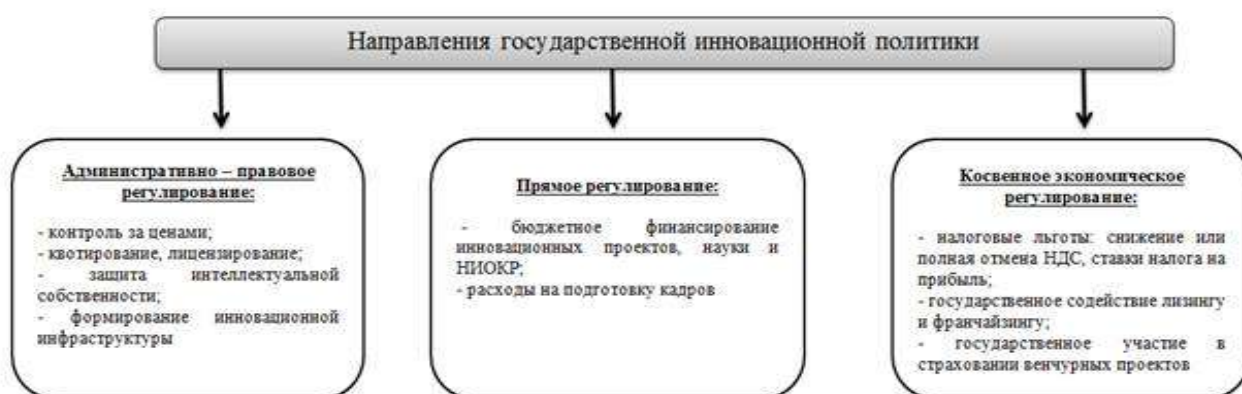 Направления государственной инновационной политики
Административно – правовое
регулирование:
- контроль за ценами;
- квотирование, лицензирование;
- защита интеллектуальной
собственности;
- формирование инновационной
инфраструктуры
Прямое регулирование:
- бюджетное финансирование
инновационных проектов, науки и
НИОКР;
- расходы на подготовку кадров
Косвенное экономическое
регулирование:
- налоговые льготы: снижение или
полная отмена НДС, ставки налога на
прибыль;
- государственное содействие лизингу
и франчайзингу;
- государственное участие в
страховании венчурных проектов